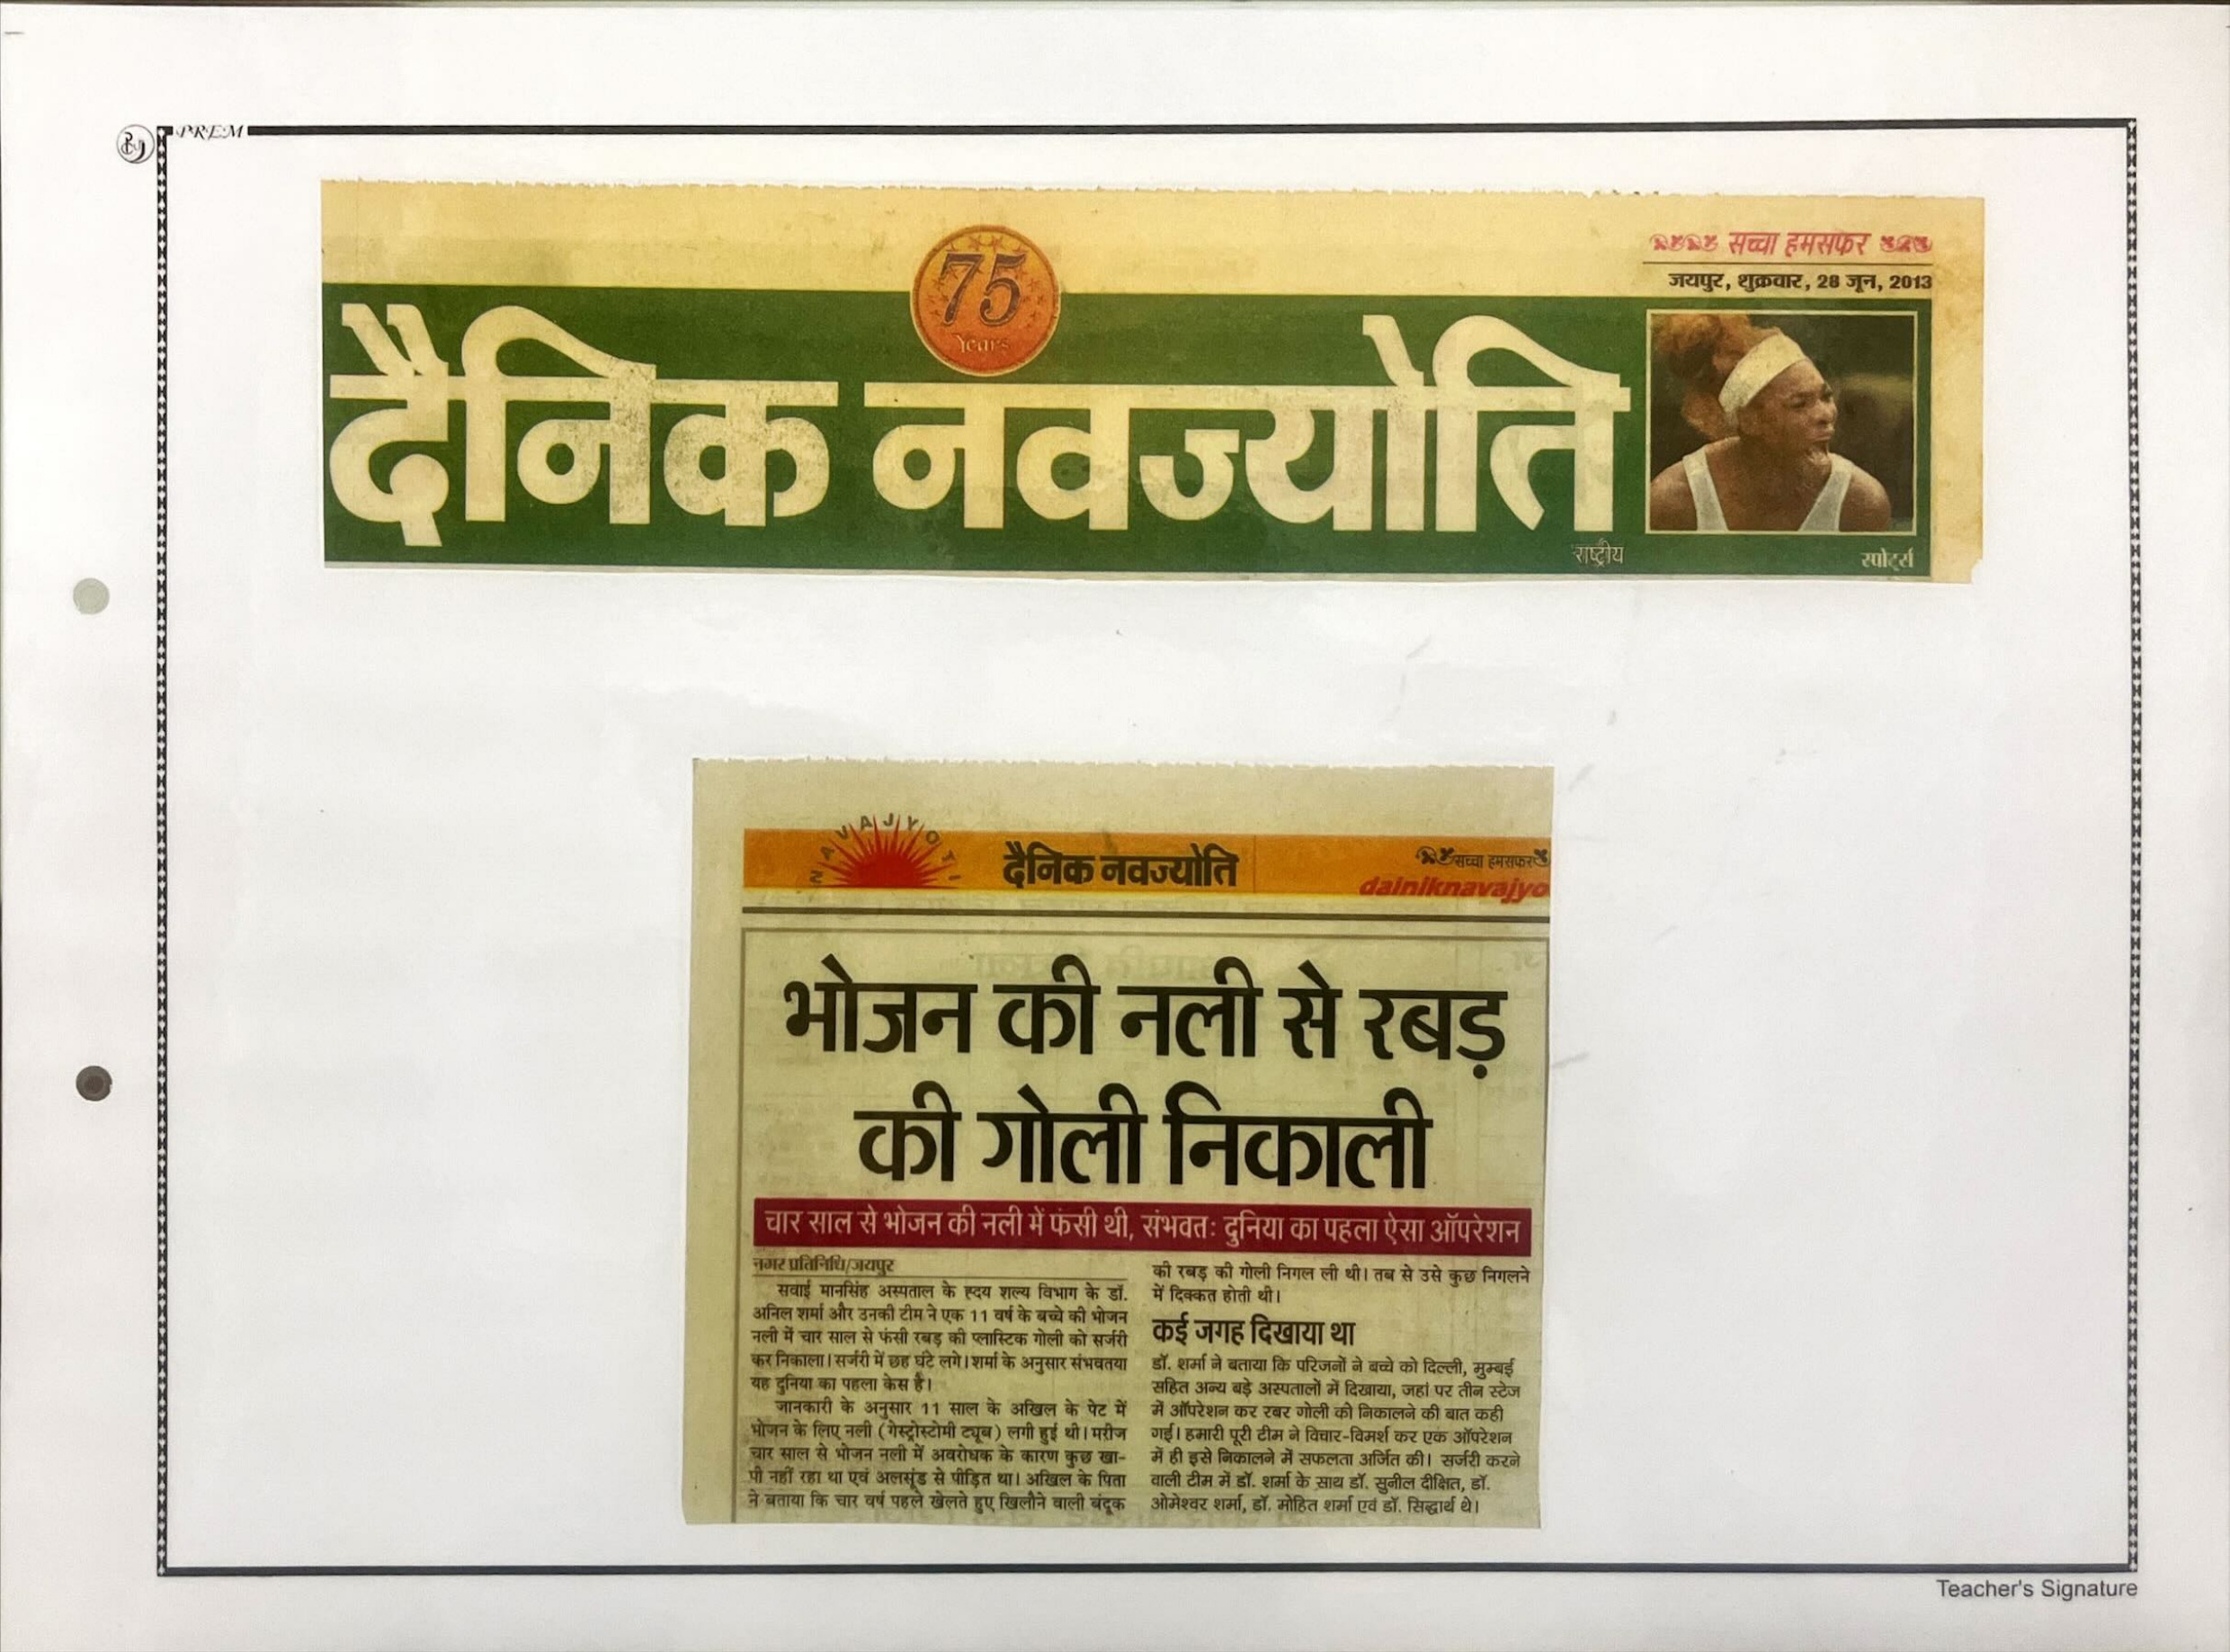 PREM
सच्चा हमसफर
जयपुर, शुक्रवार, 28 जून, 2013
75
Years
दैनिक नवज्योति
राष्ट्रीय
स्पोर्ट्स
NAVAJYOTI
दैनिक नवज्योति
सच्चा हमसफर
dainiknavajyo
भोजन की नली से रबड़
की गोली निकाली
चार साल से भोजन की नली में फंसी थी, संभवतः दुनिया का पहला ऐसा ऑपरेशन
नगर प्रतिनिधि/जयपुर
सवाई मानसिंह अस्पताल के ह्दय शल्य विभाग के डॉ.
अनिल शर्मा और उनकी टीम ने एक 11 वर्ष के बच्चे की भोजन
नली में चार साल से फंसी रबड़ की प्लास्टिक गोली को सर्जरी
कर निकाला। सर्जरी में छह घंटे लगे। शर्मा के अनुसार संभवतया
यह दुनिया का पहला केस है।
जानकारी के अनुसार 11 साल के अखिल के पेट में
भोजन के लिए नली (गेस्ट्रोस्टोमी ट्यूब) लगी हुई थी। मरीज
चार साल से भोजन नली में अवरोधक के कारण कुछ खा-
पी नहीं रहा था एवं अलसूंड से पीड़ित था। अखिल के पिता
ने बताया कि चार वर्ष पहले खेलते हुए खिलौने वाली बंदूक
की रबड़ की गोली निगल ली थी। तब से उसे कुछ निगलने
में दिक्कत होती थी।
कई जगह दिखाया था
डॉ. शर्मा ने बताया कि परिजनों ने बच्चे को दिल्ली, मुम्बई
सहित अन्य बड़े अस्पतालों में दिखाया, जहां पर तीन स्टेज
में ऑपरेशन कर रबर गोली को निकालने की बात कही
गई। हमारी पूरी टीम ने विचार-विमर्श कर एक ऑपरेशन
में ही इसे निकालने में सफलता अर्जित की। सर्जरी करने
वाली टीम में डॉ. शर्मा के साथ डॉ. सुनील दीक्षित, डॉ.
ओमेश्वर शर्मा, डॉ. मोहित शर्मा एवं डॉ. सिद्धार्थ थे।
Teacher's Signature